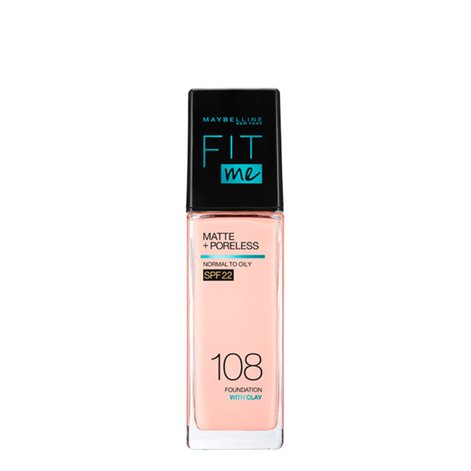 MAYBELLINE
NEW YORK
FIT
me
MATTE
+ PORELESS
NORMAL TO OILY
SPF 22
108
FOUNDATION
WITH CLAY